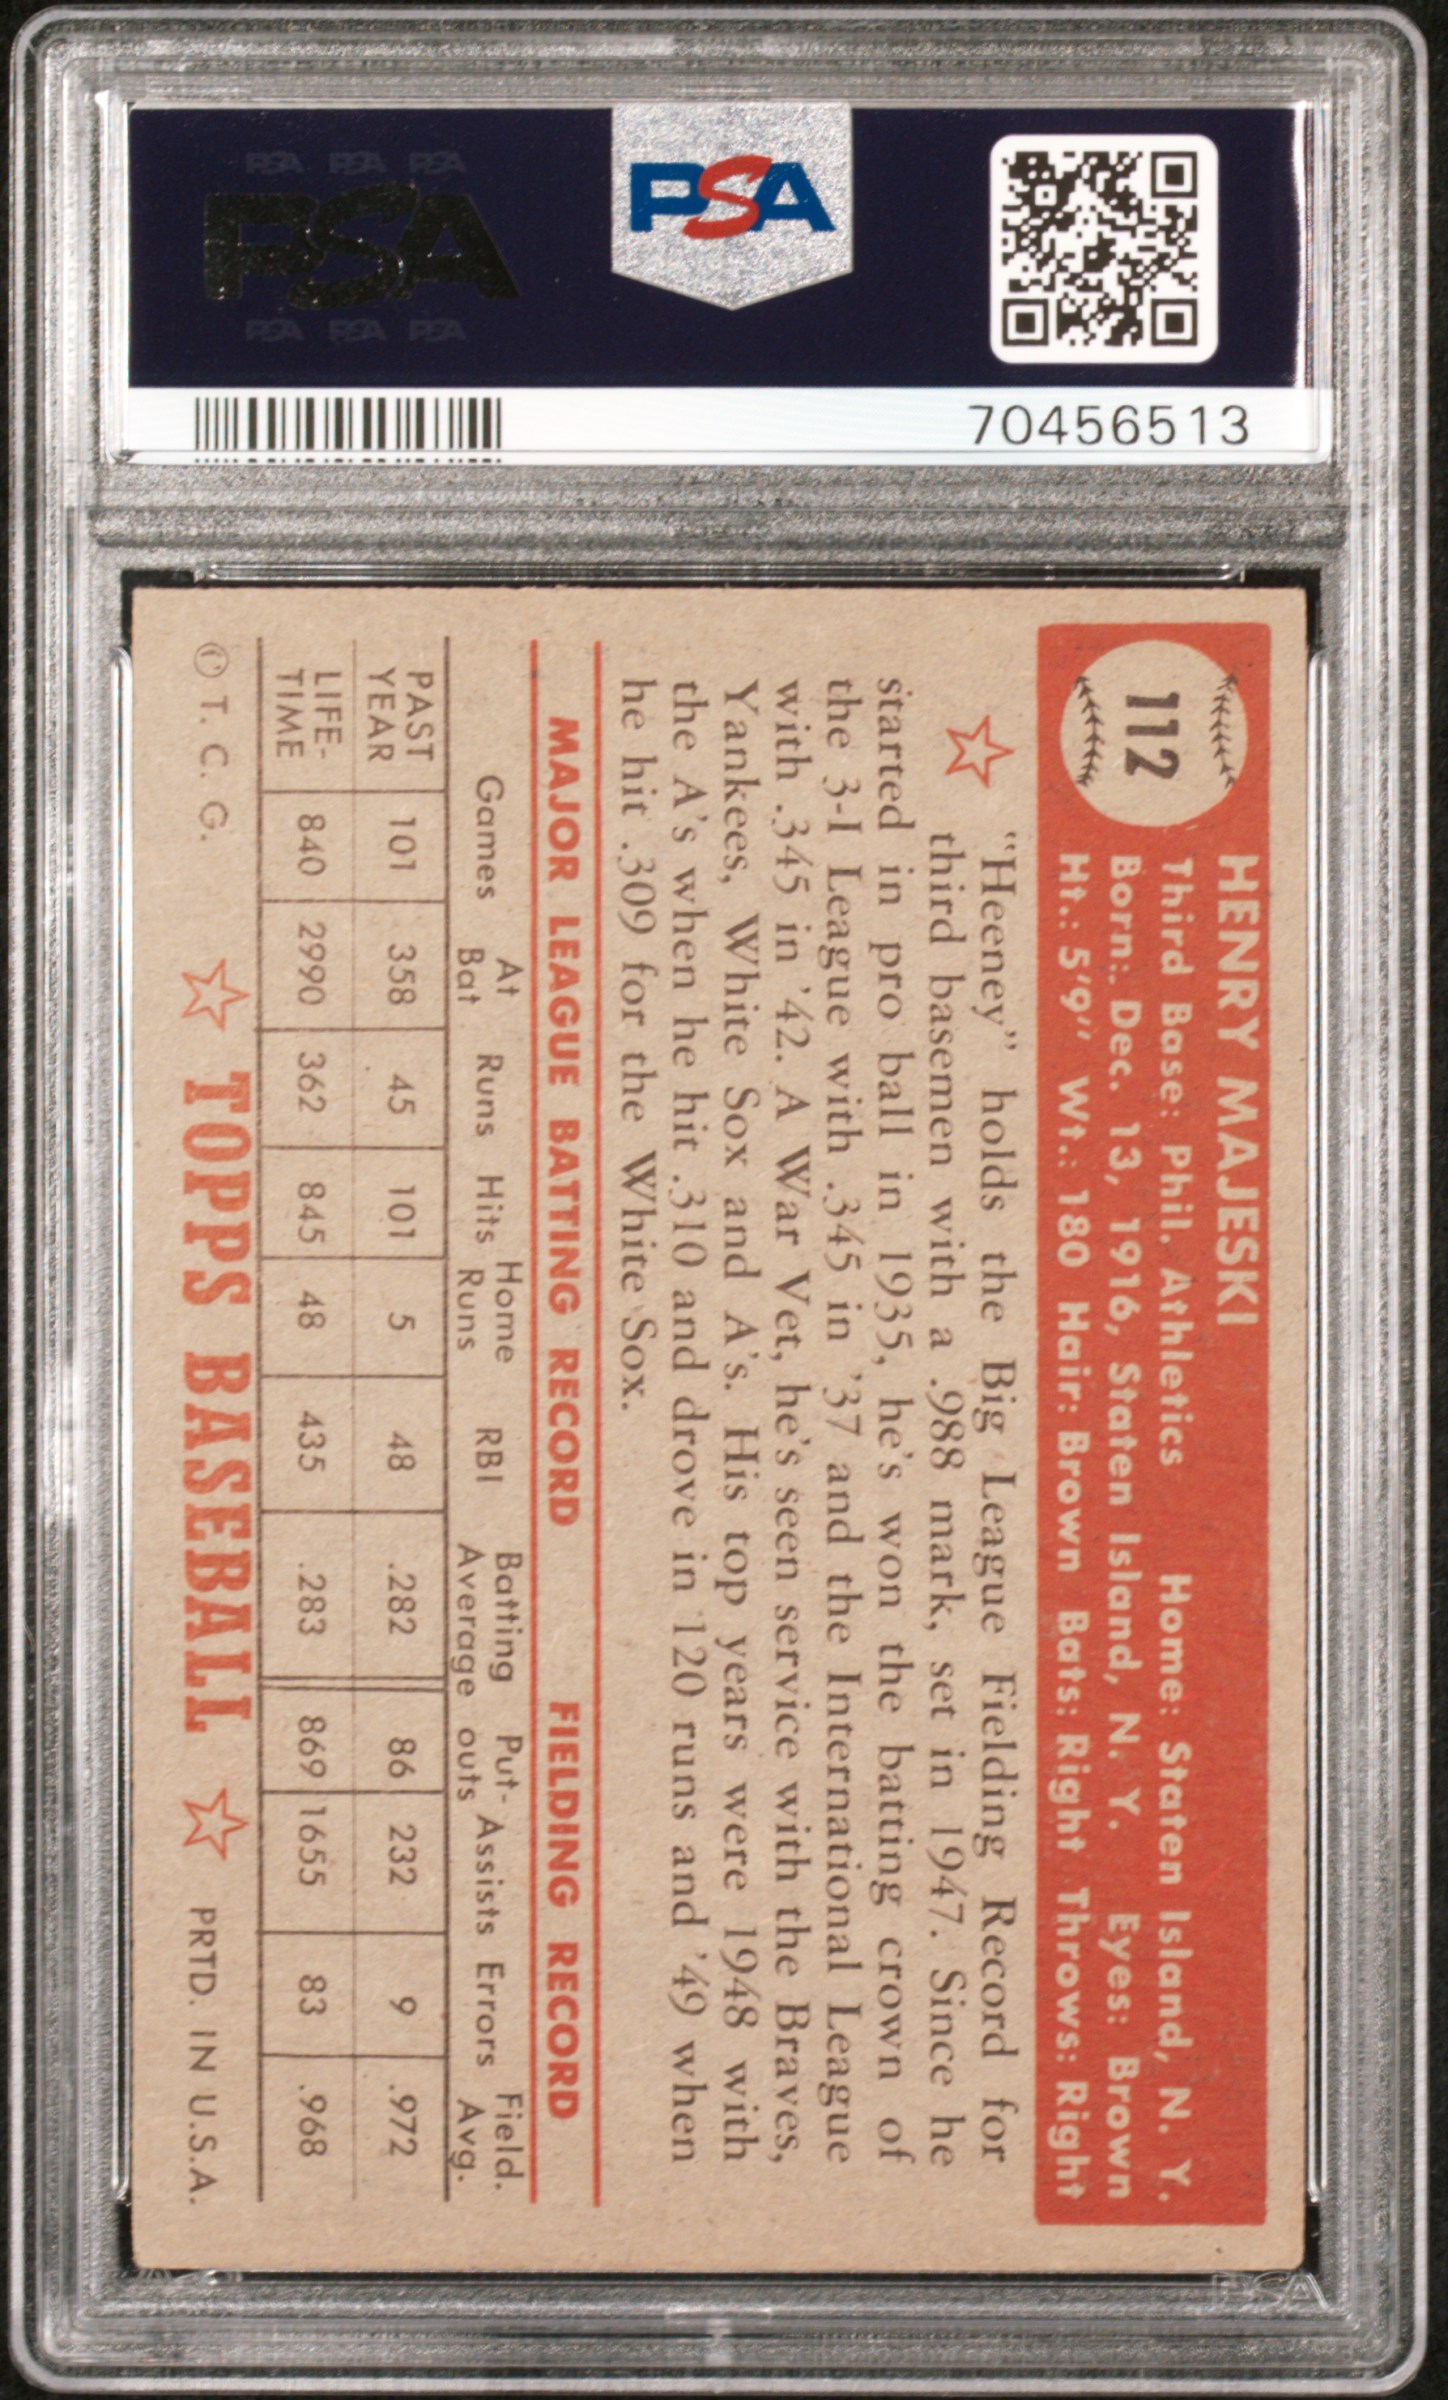 PSA PSA PSA
PSA
PSA PSA PSA
PSA
70456513
112
HENRY MAJESKI
Third Base: Phil. Athletics Home: Staten Island, N. Y.
Born: Dec. 13, 1916, Staten Island, N. Y. Eyes: Brown
Ht.: 5'9" Wt.: 180 Hair: Brown Bats: Right Throws: Right
"Heeney" holds the Big League Fielding Record for
third basemen with a .988 mark, set in 1947. Since he
started in pro ball in 1935, he's won the batting crown of
the 3-I League with .345 in '37 and the International League
with .345 in '42. A War Vet, he's seen service with the Braves,
Yankees, White Sox and A's. His top years were 1948 with
the A's when he hit .310 and drove in 120 runs and '49 when
he hit .309 for the White Sox.
MAJOR LEAGUE BATTING RECORD FIELDING RECORD
Games At Bat Runs Hits Home Runs RBI Batting Average Put-outs Assists Errors Field. Avg.
PAST YEAR 101 358 45 101 5 48 .282 86 232 9 .972
LIFE-TIME 840 2990 362 845 48 435 .283 869 1655 83 .968
© T. C. G. TOPPS BASEBALL PRTD. IN U.S.A.
PSA